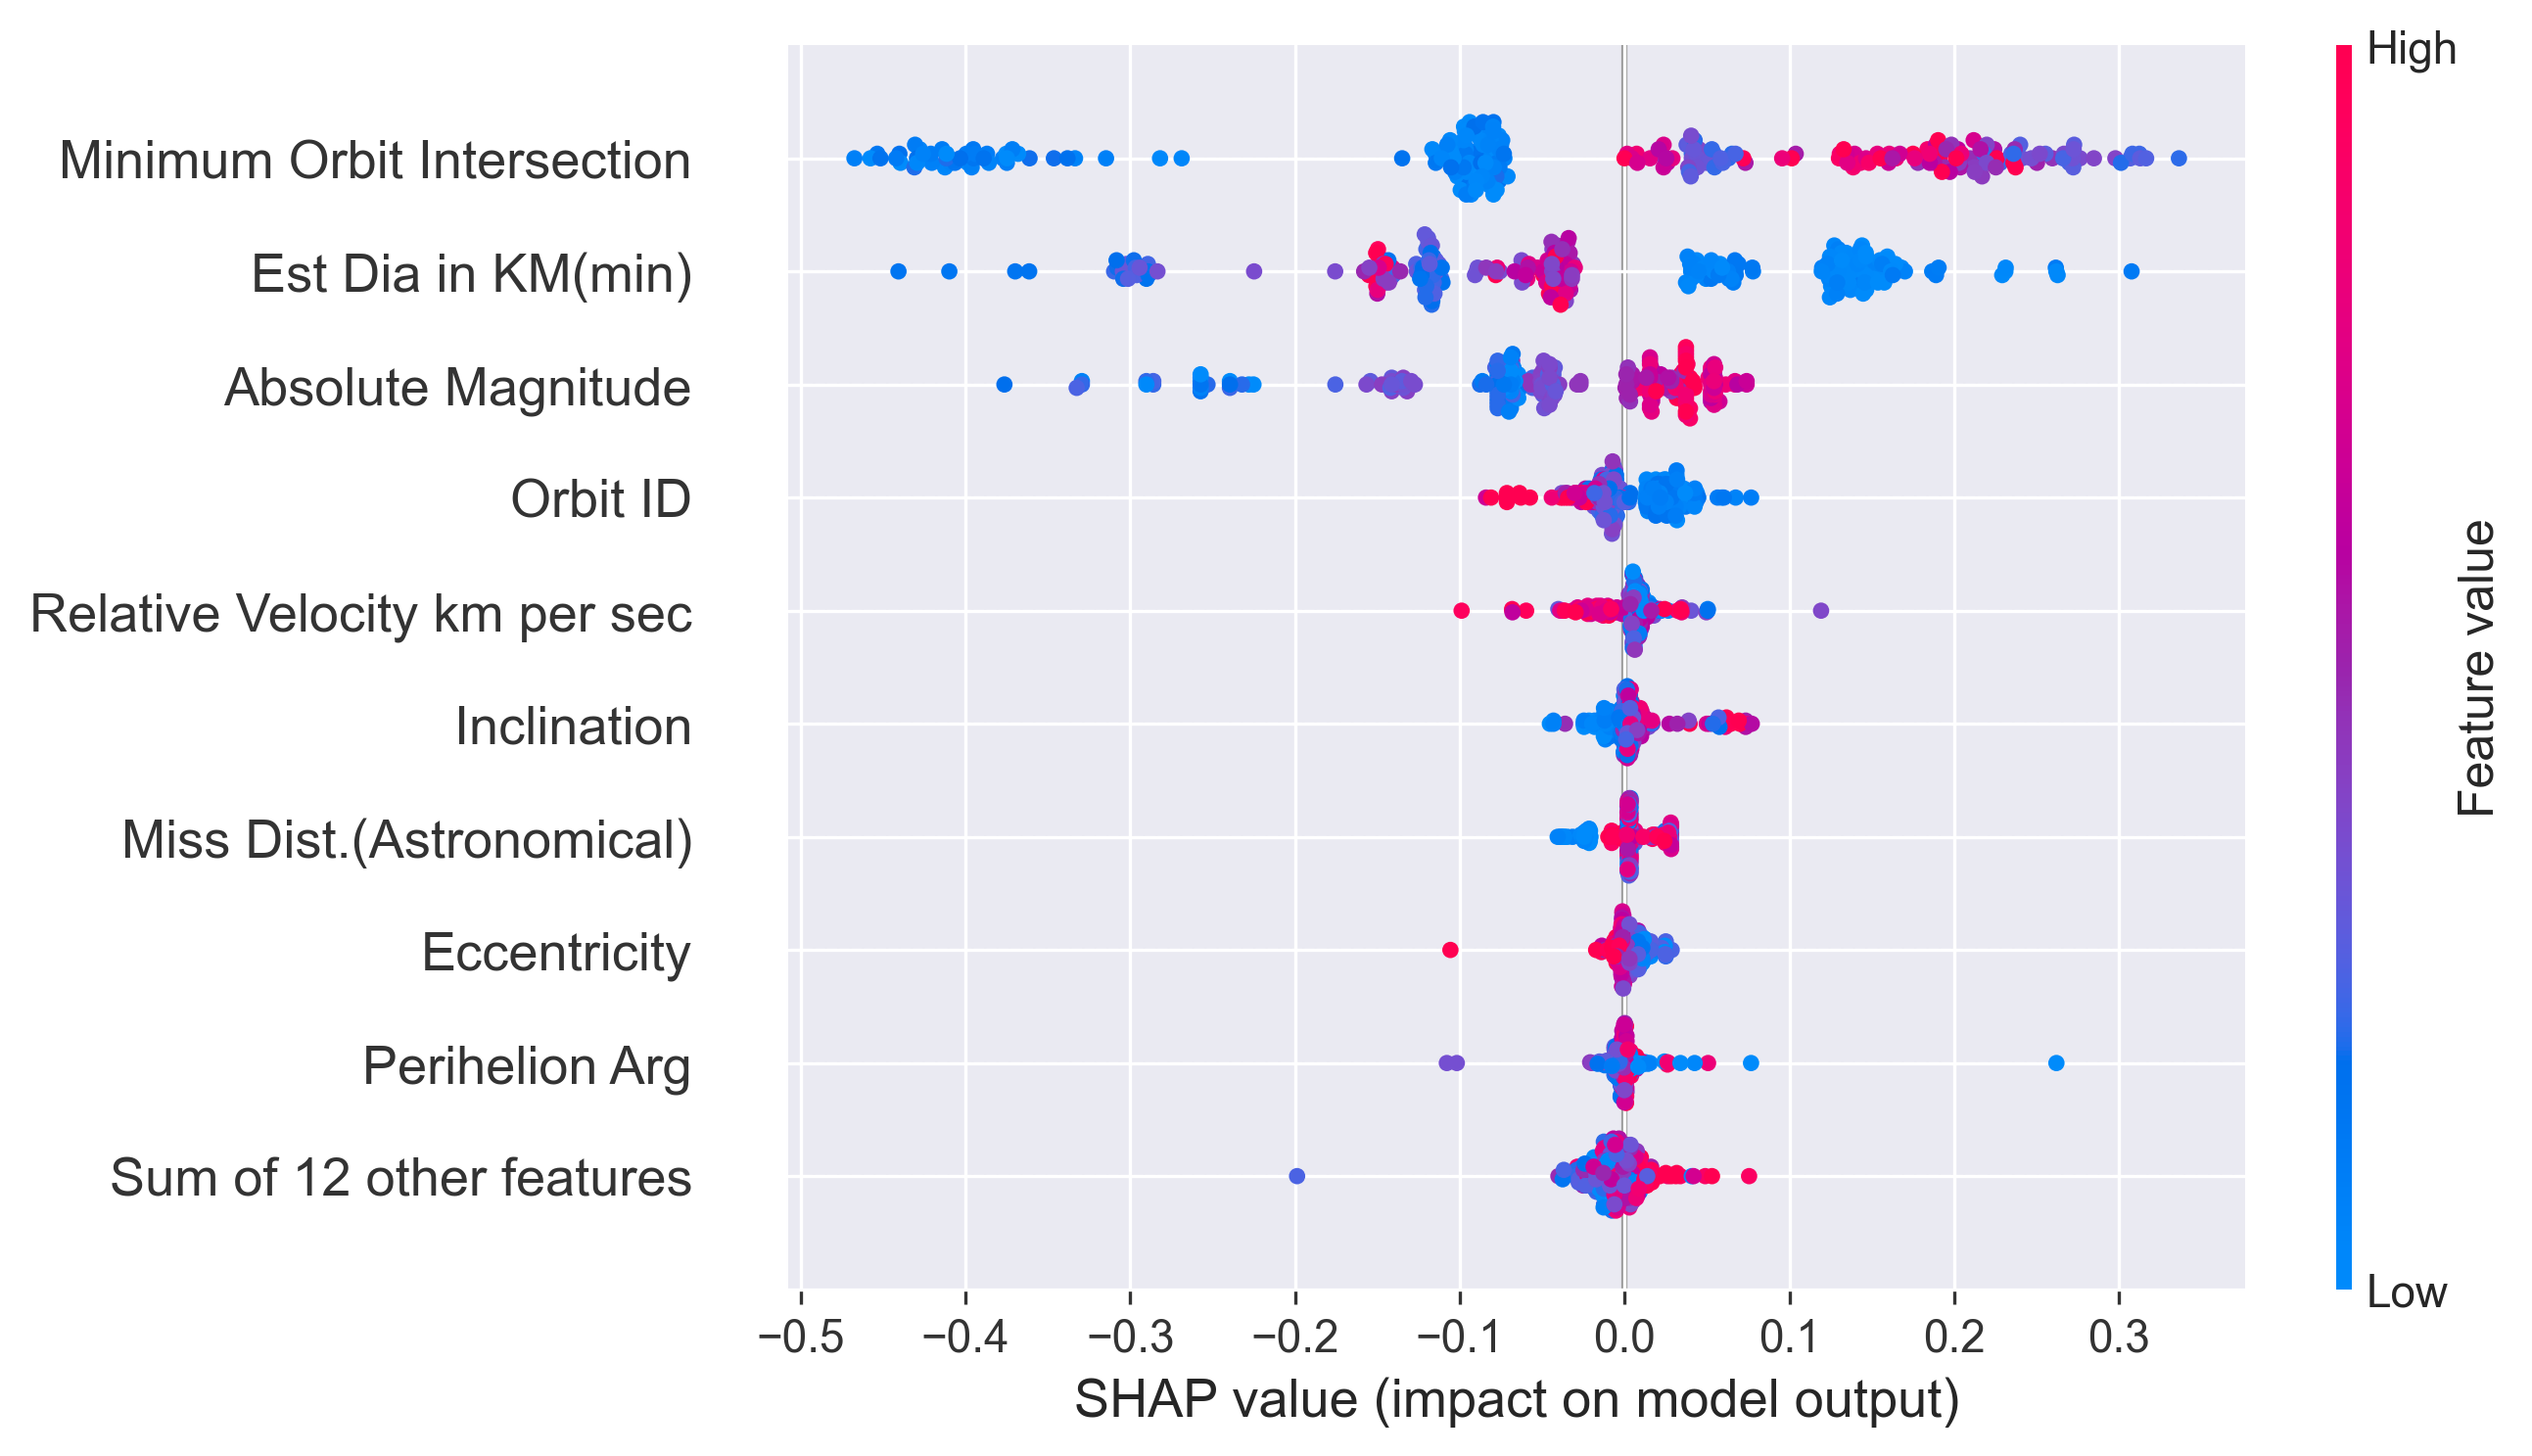 High
Minimum Orbit Intersection
Est Dia in KM(min)
Absolute Magnitude
Orbit ID
Relative Velocity km per sec
Inclination
Miss Dist.(Astronomical)
Eccentricity
Perihelion Arg
Sum of 12 other features
Feature value
Low
−0.5 −0.4 −0.3 −0.2 −0.1 0.0 0.1 0.2 0.3
SHAP value (impact on model output)